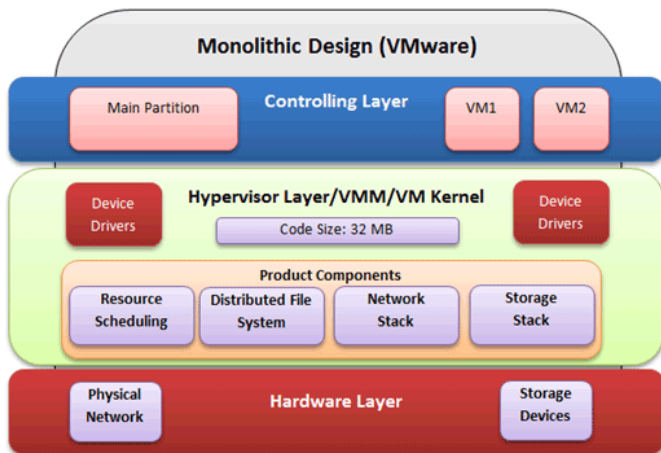 Monolithic Design (VMware)
Main Partition
Controlling Layer
VM1
VM2
Device
Drivers
Hypervisor Layer/VMM/VM Kernel
Code Size: 32 MB
Device
Drivers
Product Components
Resource
Scheduling
Distributed File
System
Network
Stack
Storage
Stack
Physical
Network
Hardware Layer
Storage
Devices